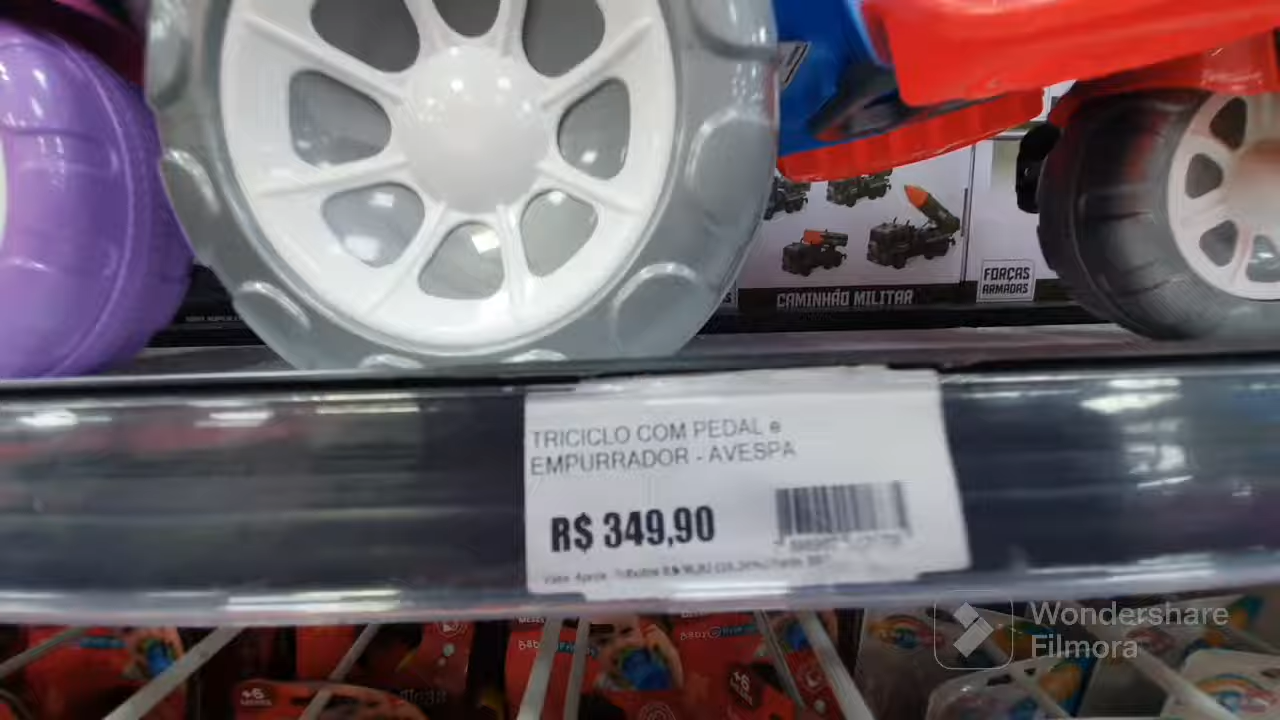 CAMINHÃO MILITAR
FORÇAS
ARMADAS
TRICICLO COM PEDAL e
EMPURRADOR - AVESPA
R$ 349,90
Wondershare
Filmora